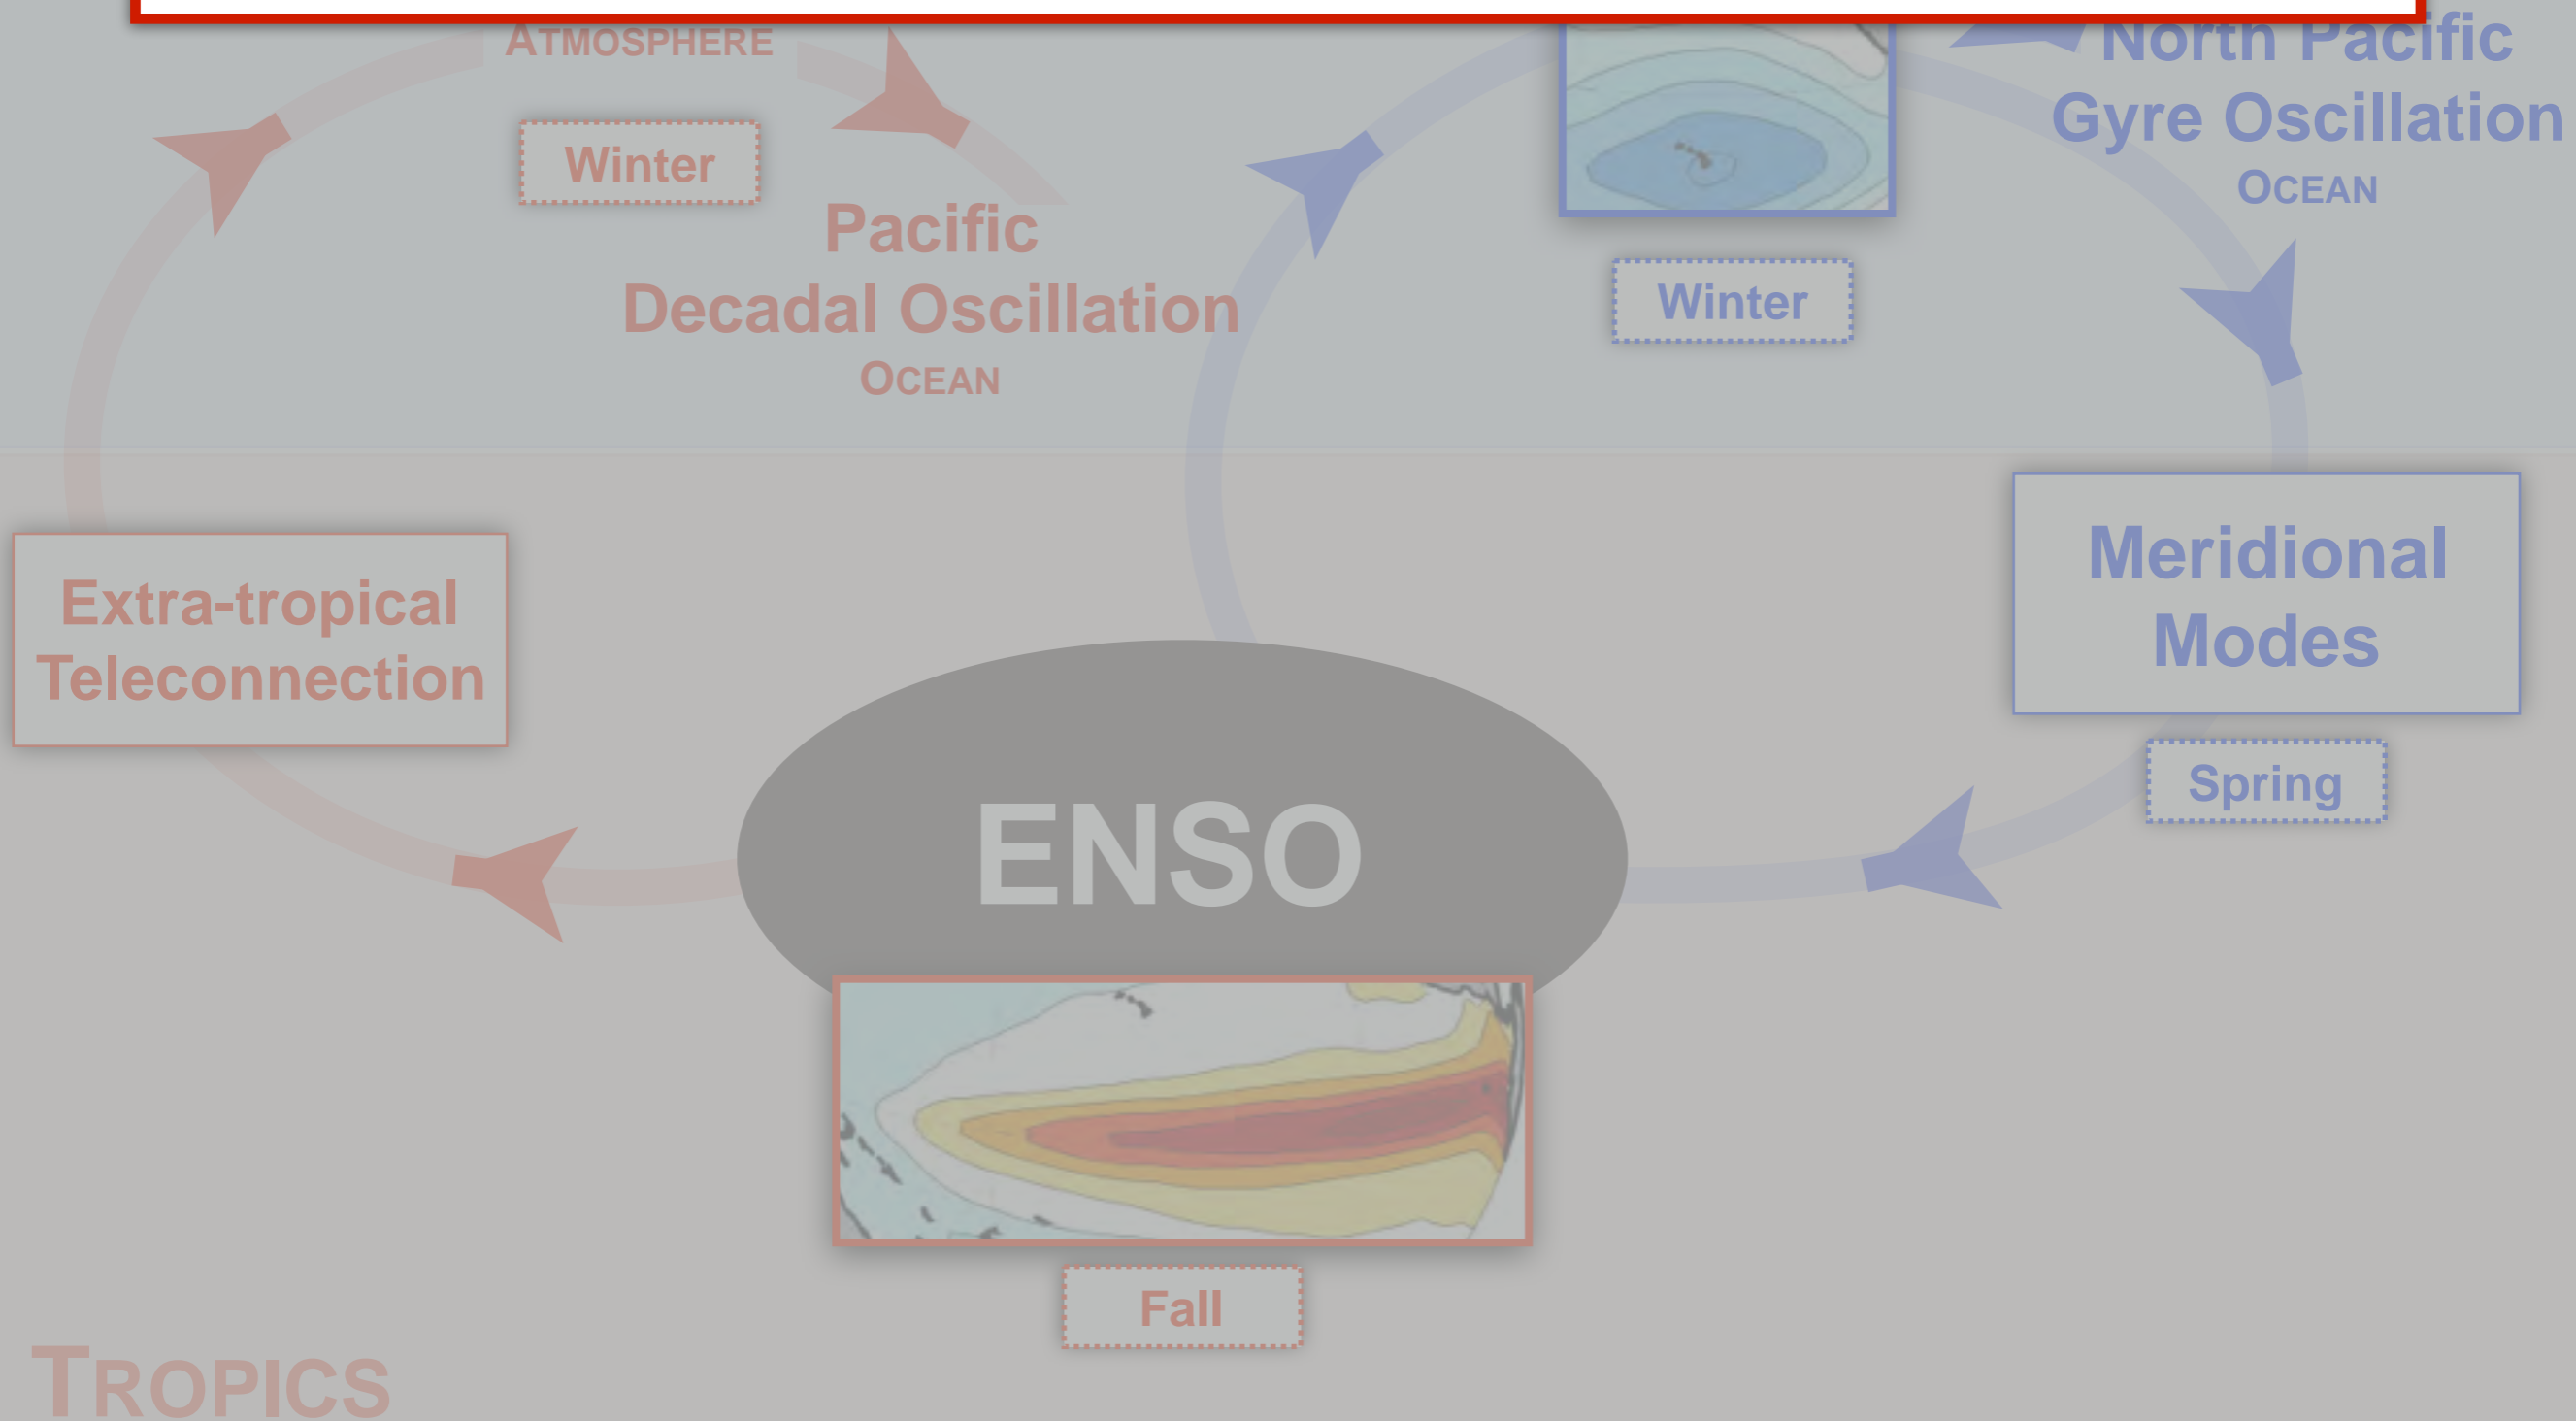 ATMOSPHERE
Winter
Pacific
Decadal Oscillation
OCEAN
North Pacific
Gyre Oscillation
OCEAN
Winter
Extra-tropical
Teleconnection
Meridional
Modes
Spring
ENSO
Fall
TROPICS